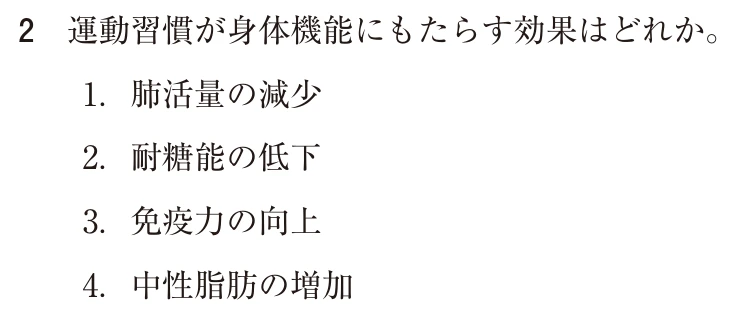 2 運動習慣が身体機能にもたらす効果はどれか。
1. 肺活量の減少
2. 耐糖能の低下
3. 免疫力の向上
4. 中性脂肪の増加